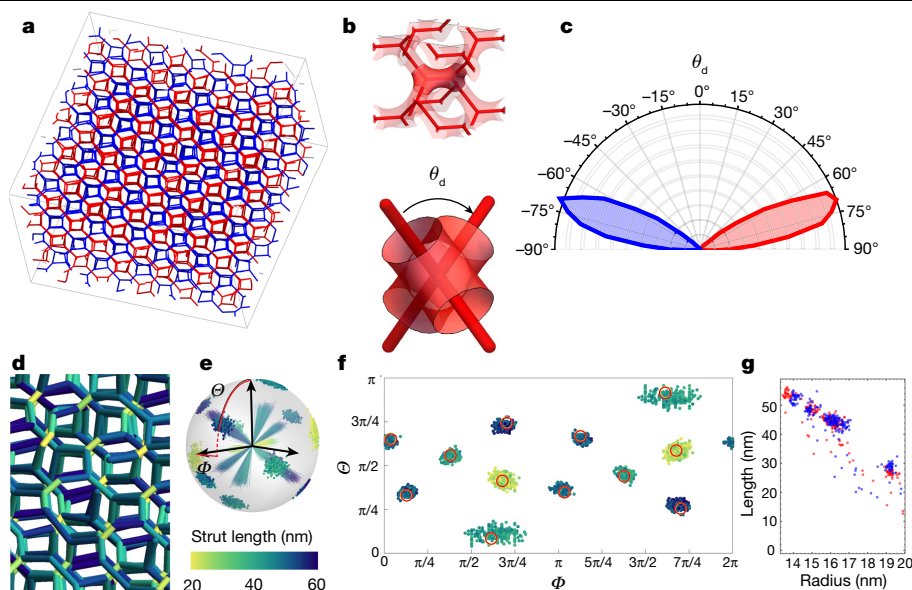 a
b
c
θd
θd
−90°
−75°
−60°
−45°
−30°
−15°
0°
15°
30°
45°
60°
75°
90°
d
e
Θ
Φ
Strut length (nm)
20 40 60
f
Θ
π
3π/4
π/2
π/4
0
0 π/4 π/2 3π/4 π 5π/4 3π/2 7π/4 2π
Φ
g
Length (nm)
50
40
30
20
10
0
14 15 16 17 18 19 20
Radius (nm)